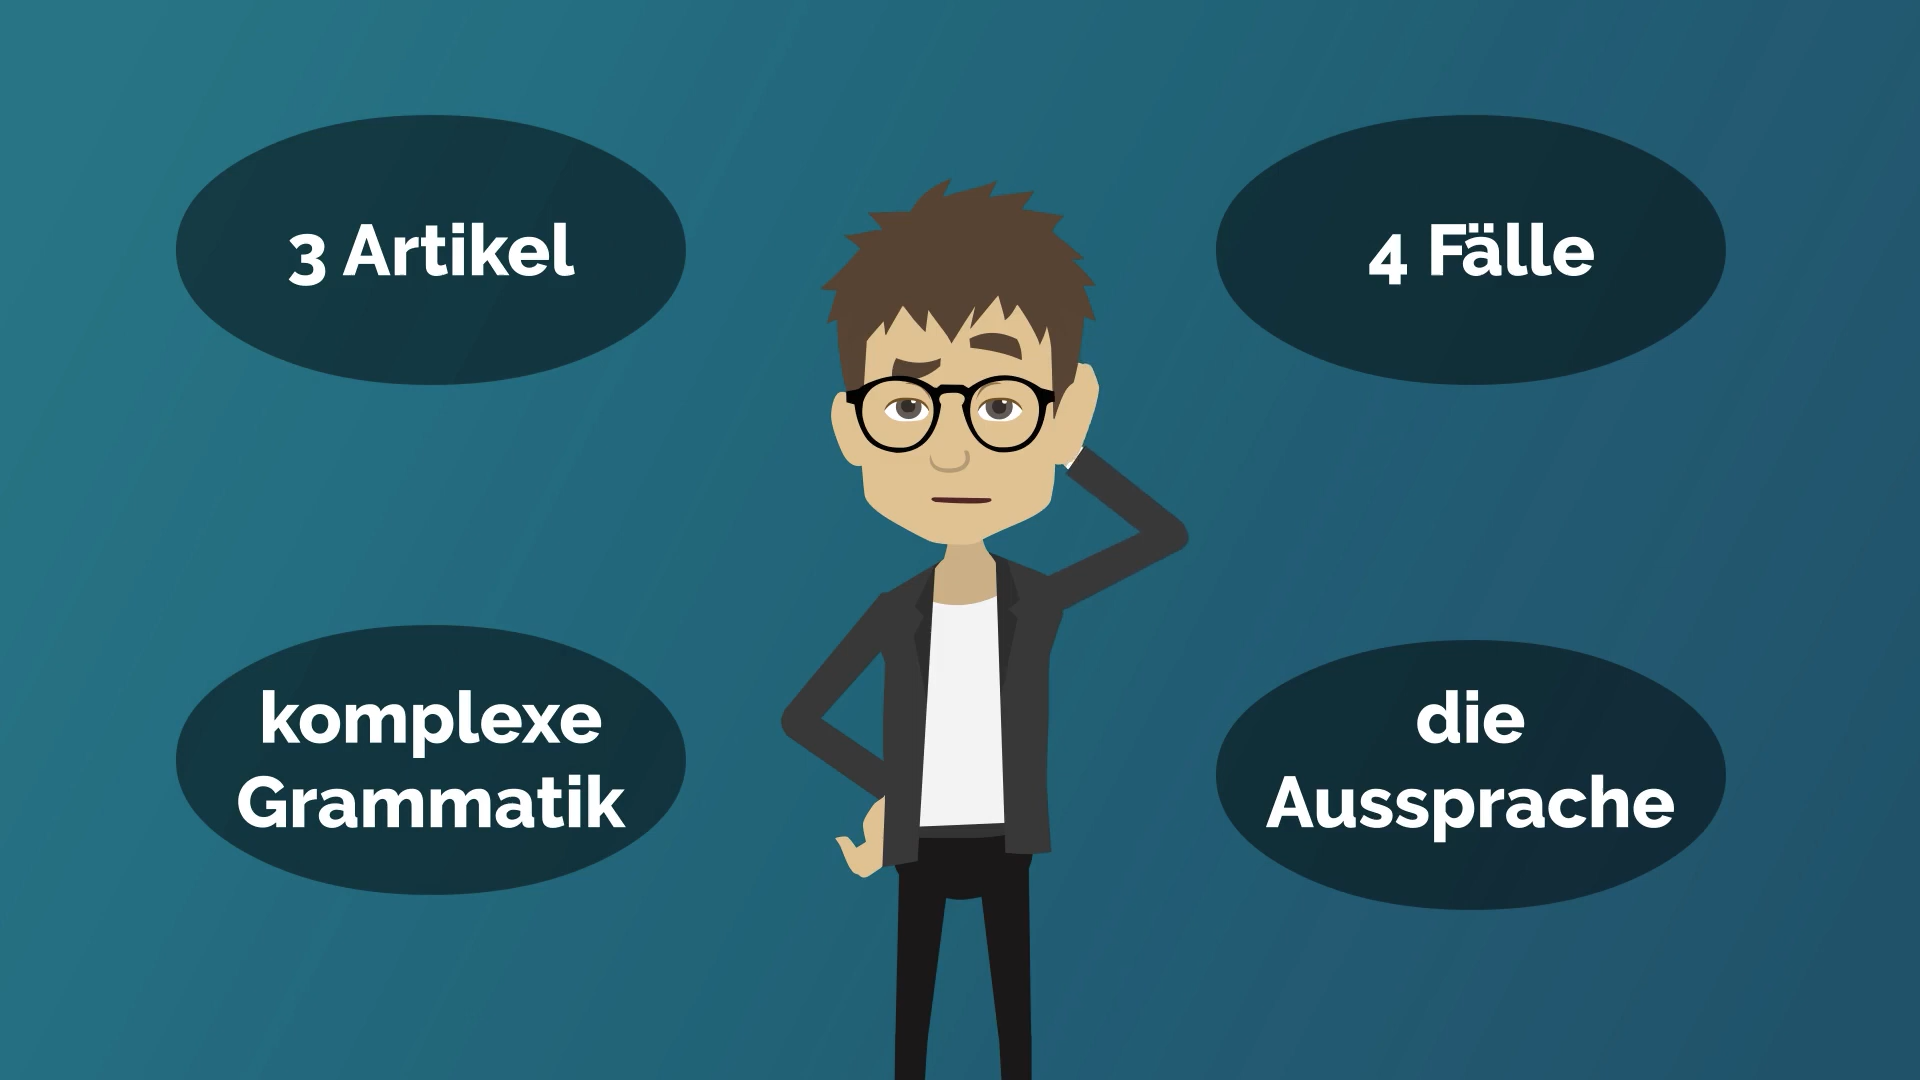 3 Artikel
4 Fälle
komplexe
Grammatik
die
Aussprache